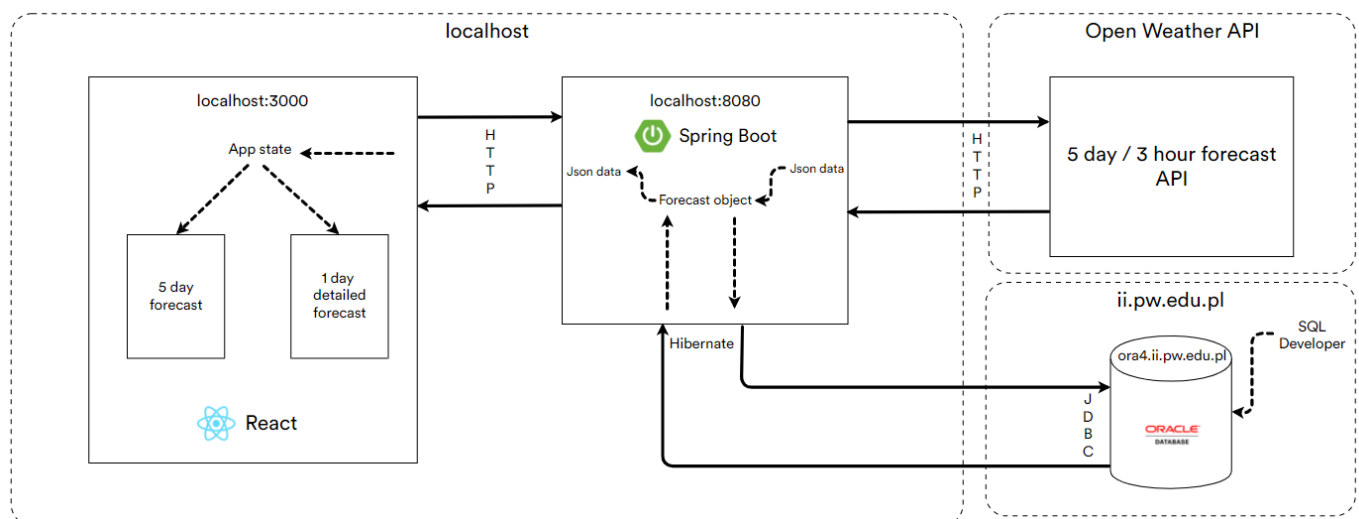 localhost
Open Weather API
localhost:3000
App state
5 day
forecast
1 day
detailed
forecast
React
H
T
T
P
localhost:8080
Spring Boot
Json data
Json data
Forecast object
Hibernate
H
T
T
P
5 day / 3 hour forecast
API
ii.pw.edu.pl
SQL
Developer
ora4.ii.pw.edu.pl
ORACLE
DATABASE
J
D
B
C